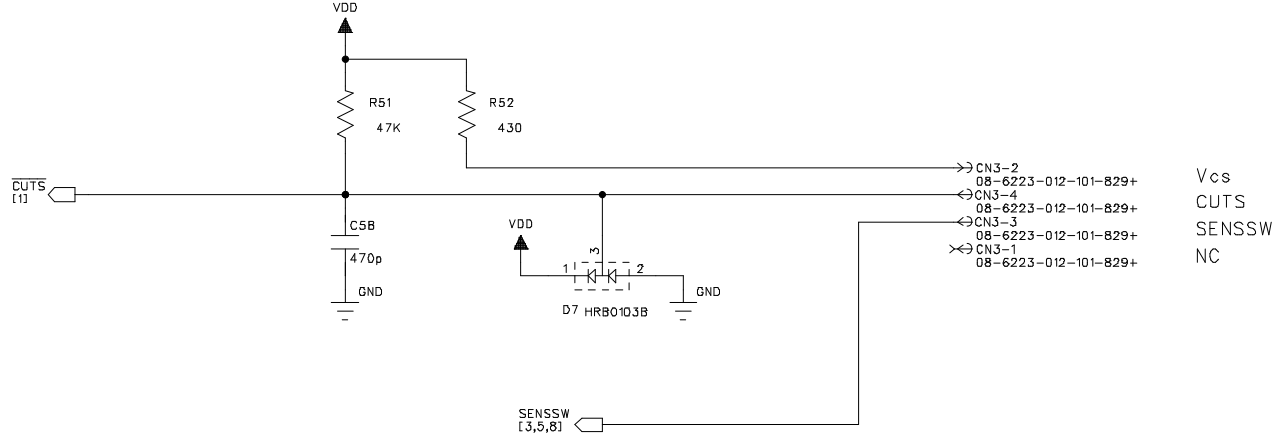 VDD
R51
47K
R52
430
CUTS
[1]
CN3-2
08-6223-012-101-829+
Vcs
CN3-4
08-6223-012-101-829+
CUTS
CN3-3
08-6223-012-101-829+
SENSSW
CN3-1
08-6223-012-101-829+
NC
C58
470p
GND
VDD
3
1
2
GND
D7 HRB0103B
SENSSW
[3,5,8]